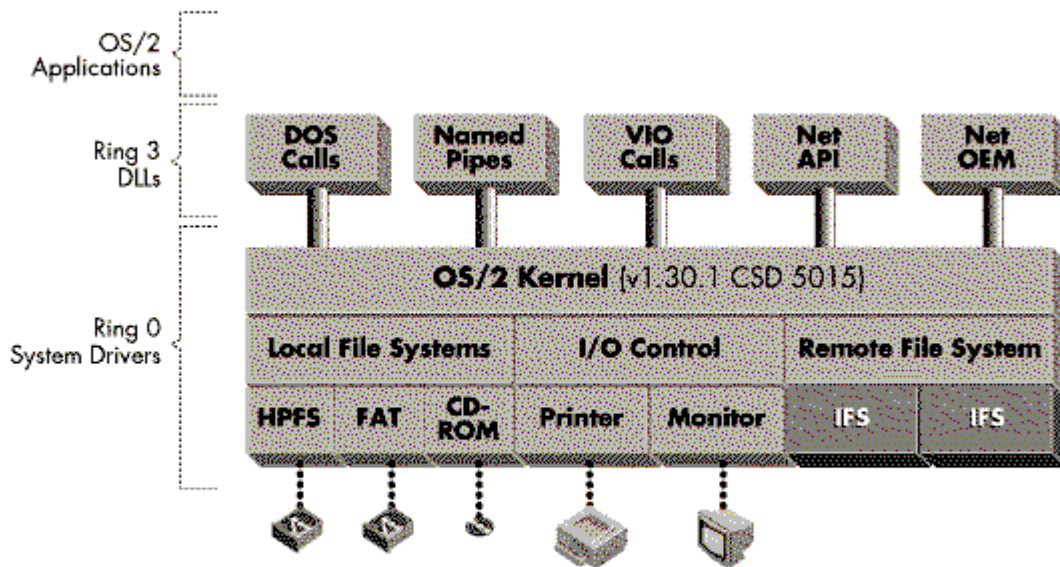 OS/2
Applications
Ring 3
DLLs
DOS
Calls
Named
Pipes
VIO
Calls
Net
API
Net
OEM
Ring 0
System Drivers
OS/2 Kernel (v1.30.1 CSD 5015)
Local File Systems
I/O Control
Remote File System
HPFS
FAT
CD-
ROM
Printer
Monitor
IFS
IFS